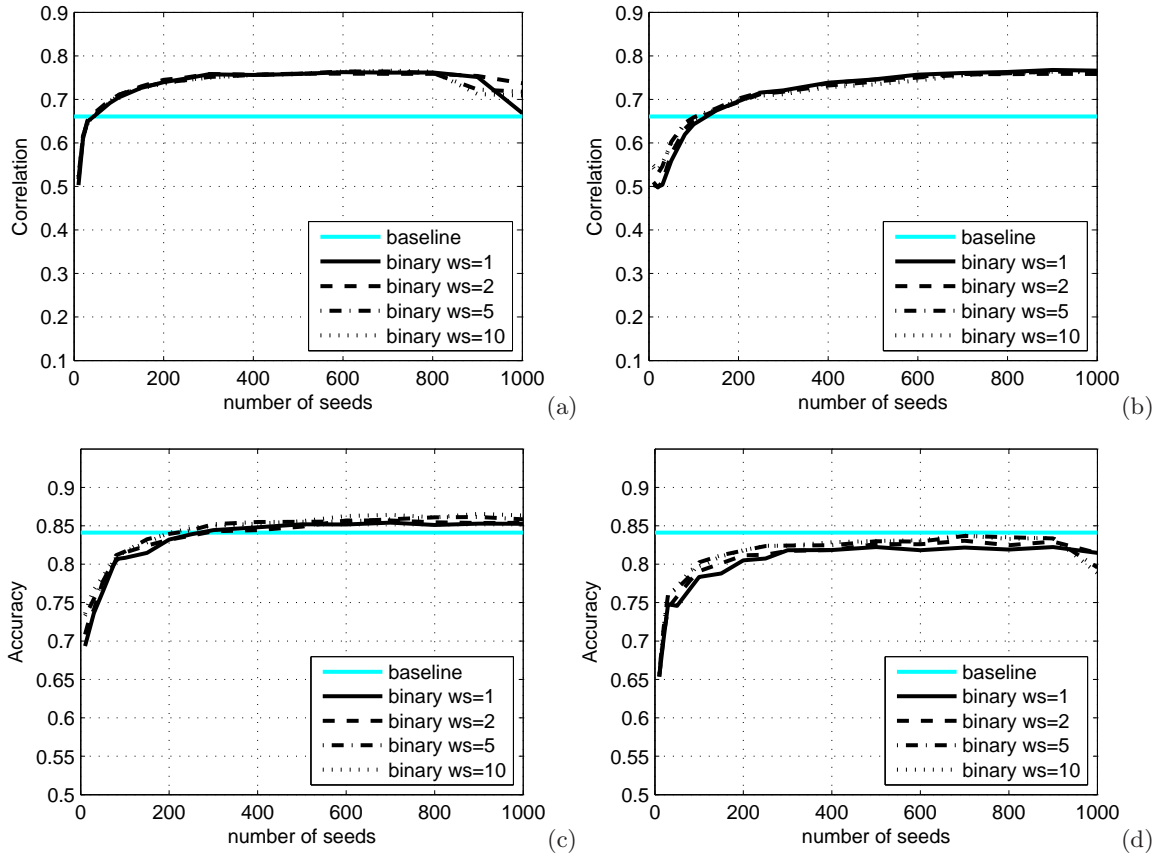 0.9
0.8
0.7
0.6
0.5
0.4
0.3
0.2
0.1
Correlation
0 200 400 600 800 1000
number of seeds
baseline
binary ws=1
binary ws=2
binary ws=5
binary ws=10
(a)
0.9
0.8
0.7
0.6
0.5
0.4
0.3
0.2
0.1
Correlation
0 200 400 600 800 1000
number of seeds
baseline
binary ws=1
binary ws=2
binary ws=5
binary ws=10
(b)
0.9
0.85
0.8
0.75
0.7
0.65
0.6
0.55
0.5
Accuracy
0 200 400 600 800 1000
number of seeds
baseline
binary ws=1
binary ws=2
binary ws=5
binary ws=10
(c)
0.9
0.85
0.8
0.75
0.7
0.65
0.6
0.55
0.5
Accuracy
0 200 400 600 800 1000
number of seeds
baseline
binary ws=1
binary ws=2
binary ws=5
binary ws=10
(d)